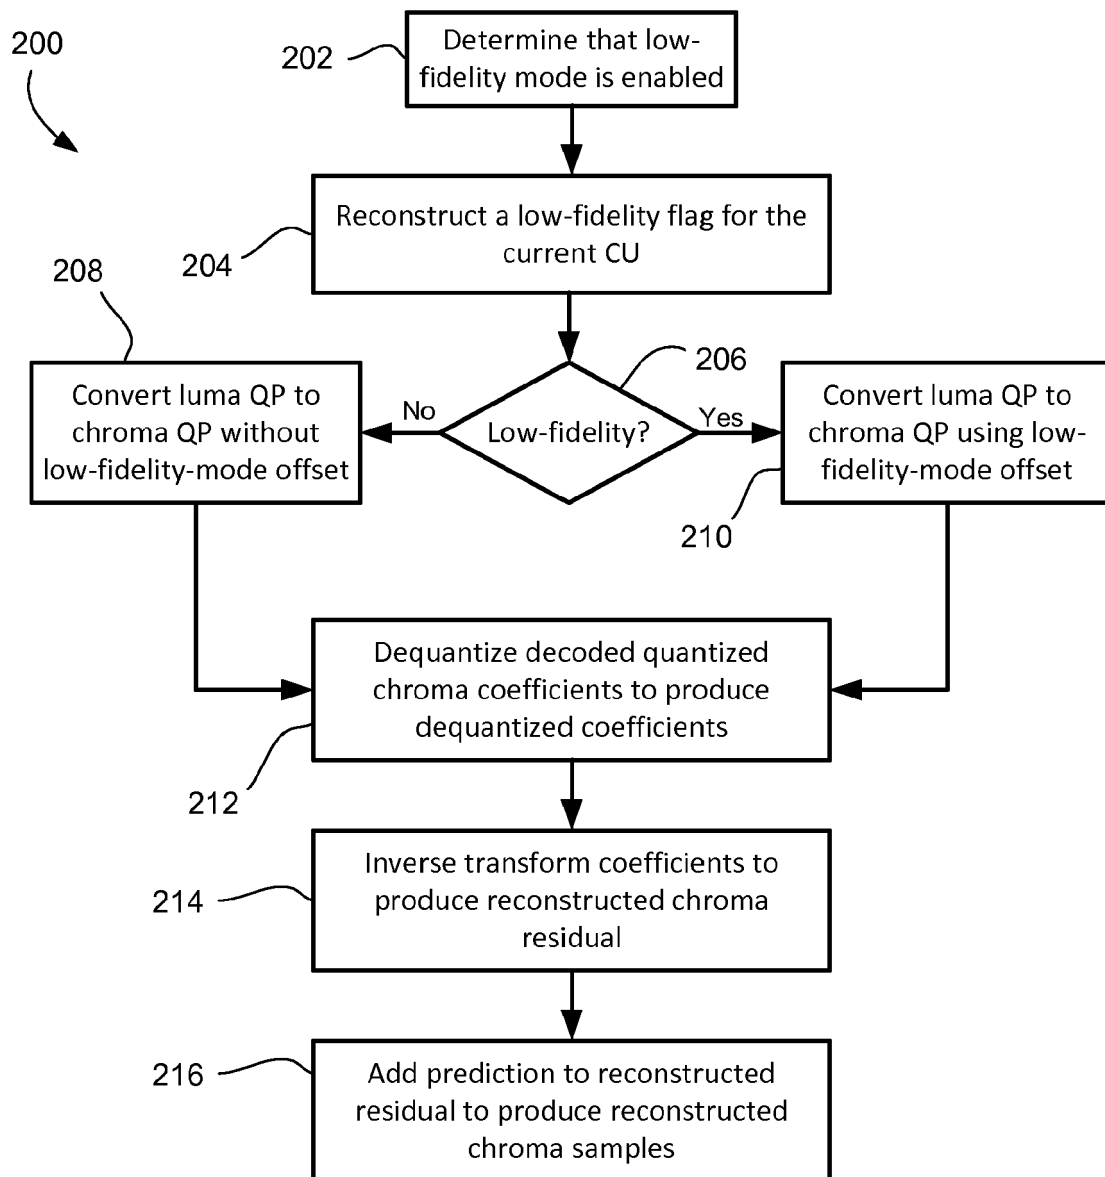 200
202
Determine that low-
fidelity mode is enabled
204
Reconstruct a low-fidelity flag for the
current CU
206
Low-fidelity?
No
Yes
208
Convert luma QP to
chroma QP without
low-fidelity-mode offset
210
Convert luma QP to
chroma QP using low-
fidelity-mode offset
212
Dequantize decoded quantized
chroma coefficients to produce
dequantized coefficients
214
Inverse transform coefficients to
produce reconstructed chroma
residual
216
Add prediction to reconstructed
residual to produce reconstructed
chroma samples